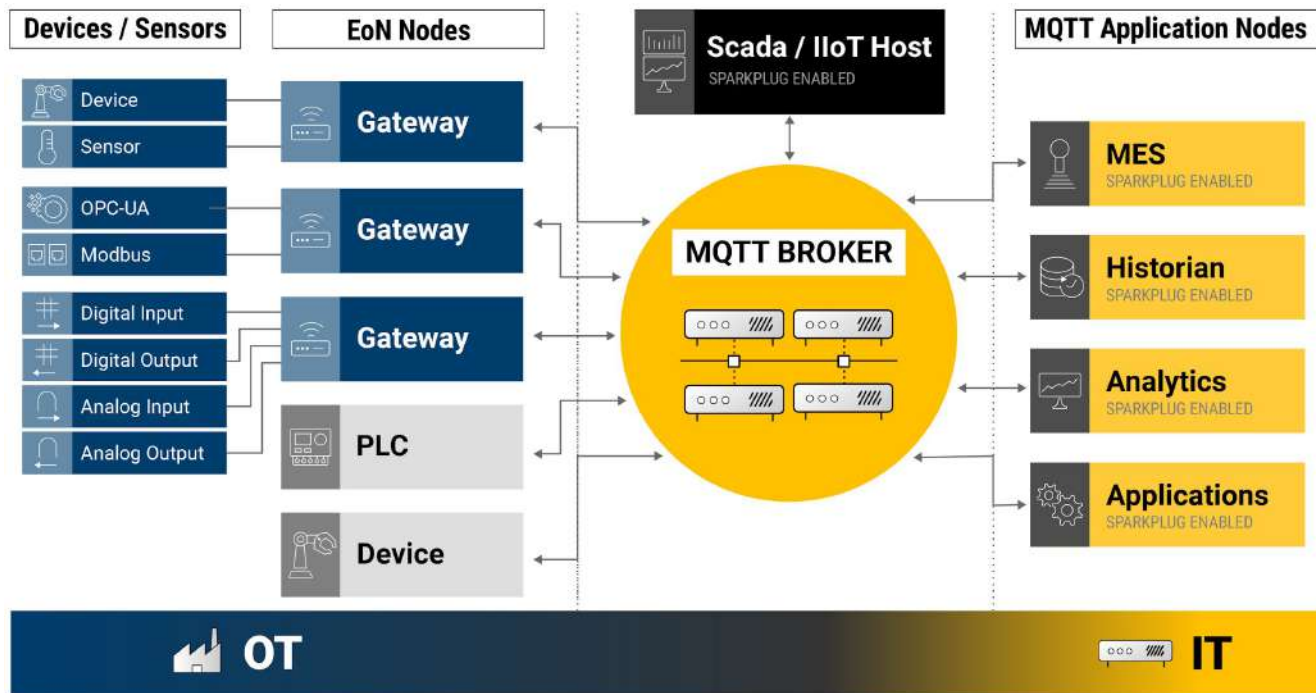 Devices / Sensors
EoN Nodes
Scada / IIoT Host
SPARKPLUG ENABLED
MQTT Application Nodes
Device
Sensor
OPC-UA
Modbus
Digital Input
Digital Output
Analog Input
Analog Output
Gateway
Gateway
Gateway
PLC
Device
MQTT BROKER
MES
SPARKPLUG ENABLED
Historian
SPARKPLUG ENABLED
Analytics
SPARKPLUG ENABLED
Applications
SPARKPLUG ENABLED
OT
IT